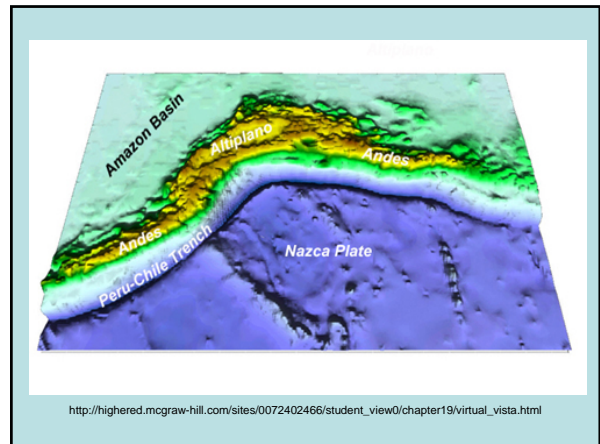 Amazon Basin
Altiplano
Andes
Andes
Peru-Chile Trench
Nazca Plate
http://highered.mcgraw-hill.com/sites/0072402466/student_view0/chapter19/virtual_vista.html